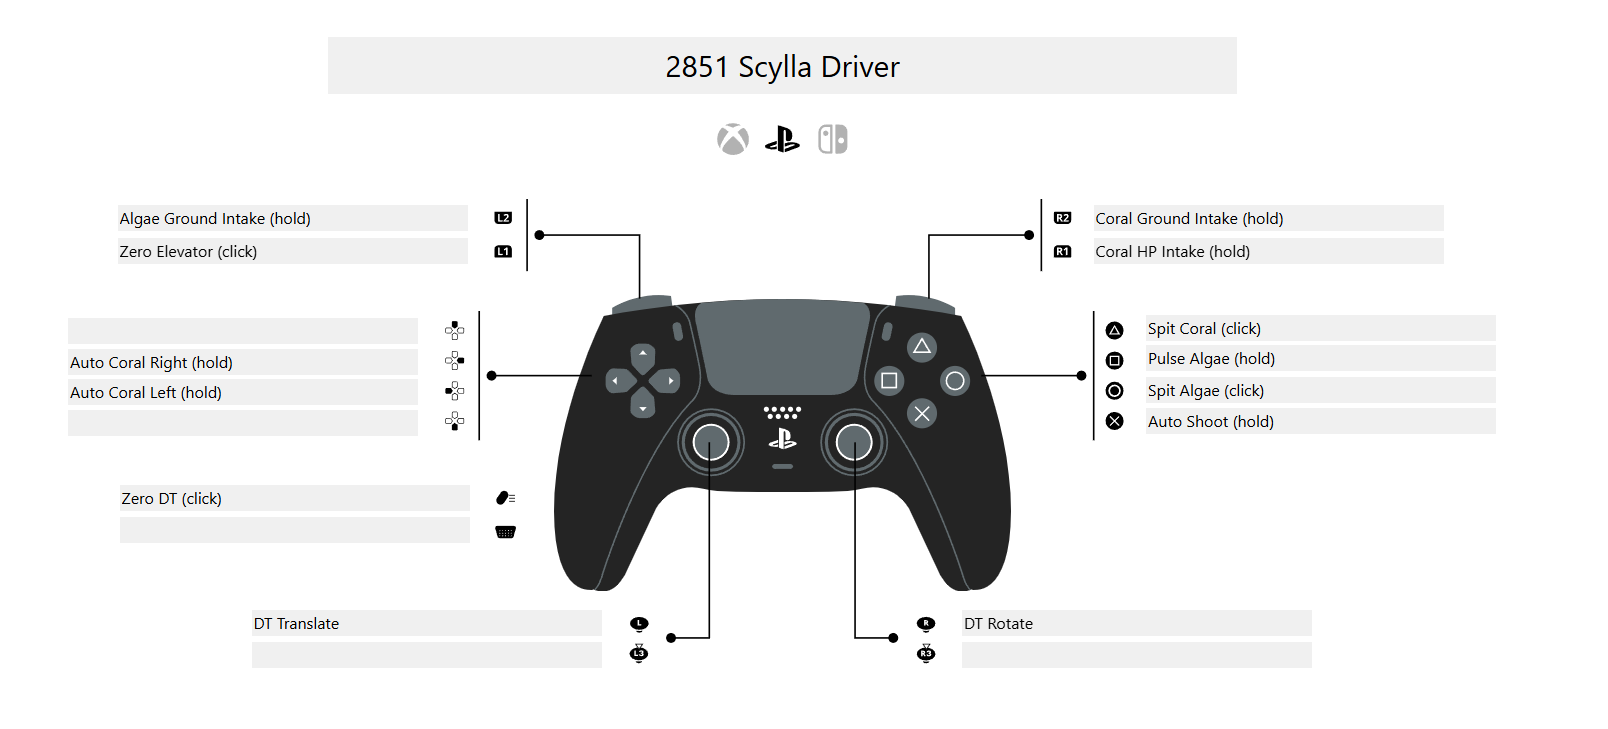 2851 Scylla Driver
Algae Ground Intake (hold) L2
Zero Elevator (click) L1
R2 Coral Ground Intake (hold)
R1 Coral HP Intake (hold)
Auto Coral Right (hold)
Auto Coral Left (hold)
Spit Coral (click)
Pulse Algae (hold)
Spit Algae (click)
Auto Shoot (hold)
Zero DT (click)
DT Translate L
L3
R DT Rotate
R3